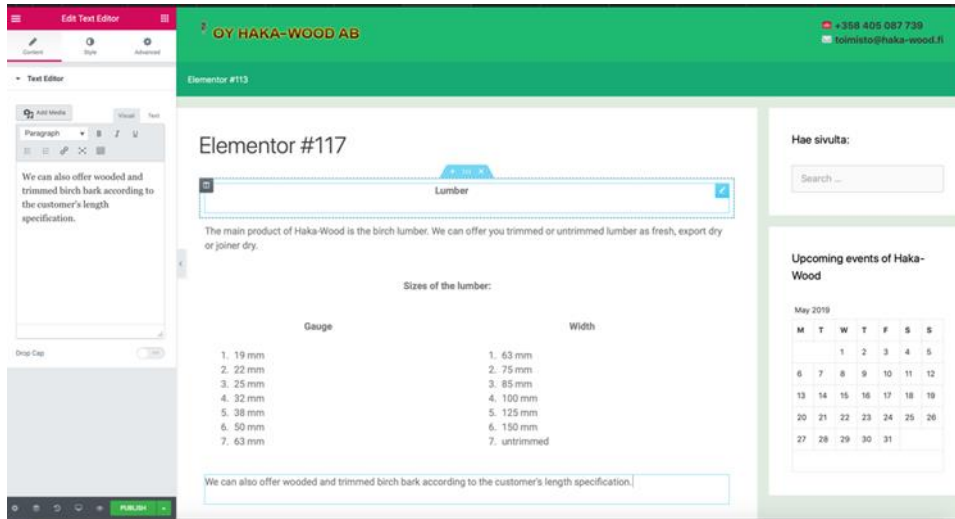 Edit Text Editor
Content Style Advanced
Text Editor
Add Media Visual Text
Paragraph B I U
We can also offer wooded and
trimmed birch bark according to
the customer's length
specification.
Drop Cap
PUBLISH
OY HAKA-WOOD AB
+358 405 087 739
toimisto@haka-wood.fi
Elementor #113
Elementor #117
Lumber
The main product of Haka-Wood is the birch lumber. We can offer you trimmed or untrimmed lumber as fresh, export dry
or joiner dry.
Sizes of the lumber:
Gauge Width
1. 19 mm 1. 63 mm
2. 22 mm 2. 75 mm
3. 25 mm 3. 85 mm
4. 32 mm 4. 100 mm
5. 38 mm 5. 125 mm
6. 50 mm 6. 150 mm
7. 63 mm 7. untrimmed
We can also offer wooded and trimmed birch bark according to the customer's length specification.
Hae sivulta:
Search ...
Upcoming events of Haka-
Wood
May 2019
M T W T F S S
1 2 3 4 5
6 7 8 9 10 11 12
13 14 15 16 17 18 19
20 21 22 23 24 25 26
27 28 29 30 31